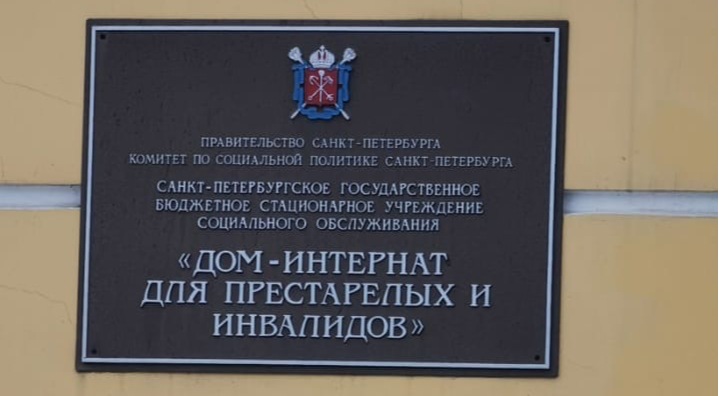 ПРАВИТЕЛЬСТВО САНКТ-ПЕТЕРБУРГА
КОМИТЕТ ПО СОЦИАЛЬНОЙ ПОЛИТИКЕ САНКТ-ПЕТЕРБУРГА
САНКТ-ПЕТЕРБУРГСКОЕ ГОСУДАРСТВЕННОЕ
БЮДЖЕТНОЕ СТАЦИОНАРНОЕ УЧРЕЖДЕНИЕ
СОЦИАЛЬНОГО ОБСЛУЖИВАНИЯ
«ДОМ-ИНТЕРНАТ
ДЛЯ ПРЕСТАРЕЛЫХ И
ИНВАЛИДОВ»